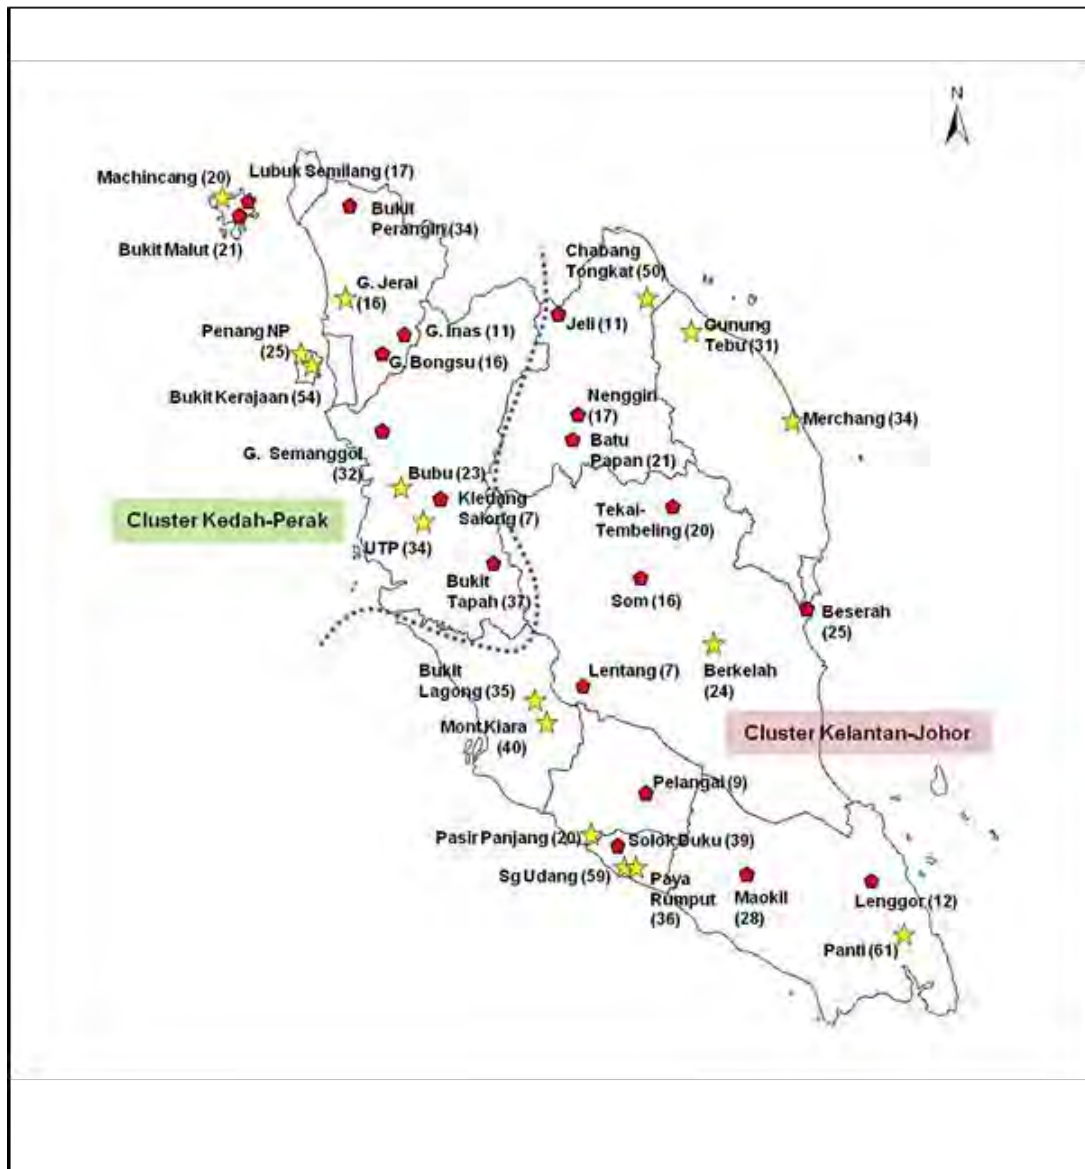 N
Lubuk Semilang (17)
Machincang (20)
Bukit
Perangin (34)
Bukit Malut (21)
Chabang
Tongkat (50)
G. Jerai
(16)
Jeli (11)
Gunung
Tebu (31)
Penang NP
(25)
G. Inas (11)
G. Bongsu (16)
Bukit Kerajaan (54)
Nenggiri
(17)
Merchang (34)
Batu
Papan (21)
G. Semanggol
(32)
Bubu (23)
Kledang
Saiong (7)
Cluster Kedah-Perak
Tekai-
Tembeling (20)
UTP (34)
Bukit
Tapah (37)
Som (16)
Beserah
(25)
Bukit
Lagong (35)
Lentang (7)
Berkelah
(24)
Mont Kiara
(40)
Cluster Kelantan-Johor
Pelangai (9)
Pasir Panjang (20)
Solok Duku (39)
Sg Udang (59)
Paya
Rumput
(36)
Maokil
(28)
Lenggor (12)
Panti (61)